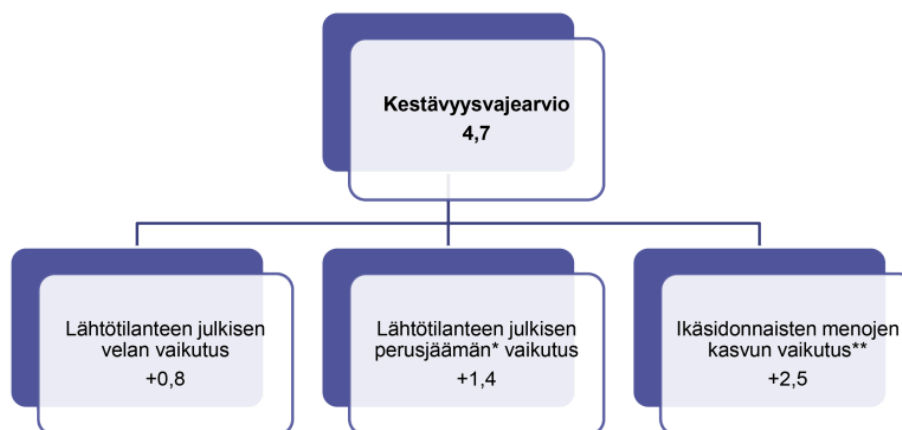 Kestävyysvajearvio
4,7
Lähtötilanteen julkisen
velan vaikutus
+0,8
Lähtötilanteen julkisen
perusjäämän* vaikutus
+1,4
Ikäsidonnaisten menojen
kasvun vaikutus**
+2,5